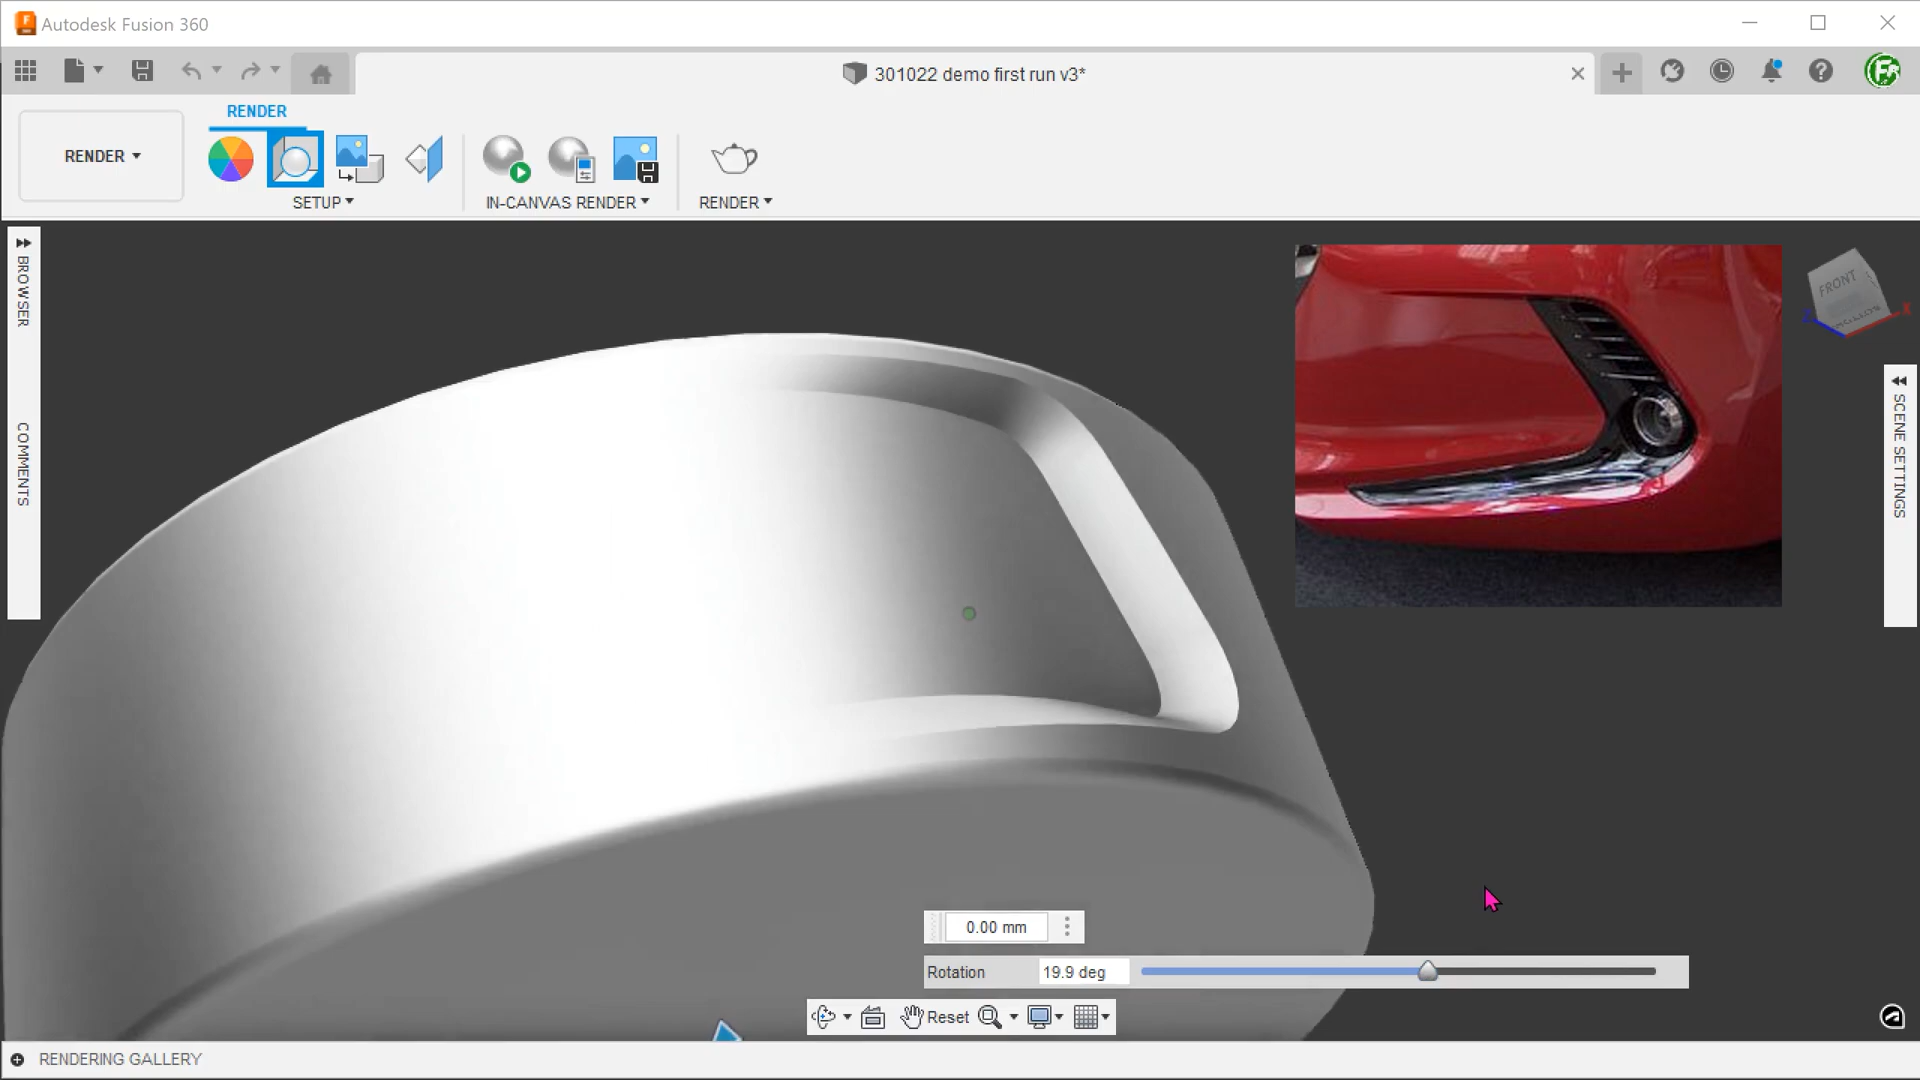 Autodesk Fusion 360
301022 demo first run v3*
RENDER
RENDER
SETUP
IN-CANVAS RENDER
RENDER
BROWSER
COMMENTS
FRONT
SCENE SETTINGS
0.00 mm
Rotation
19.9 deg
Reset
RENDERING GALLERY